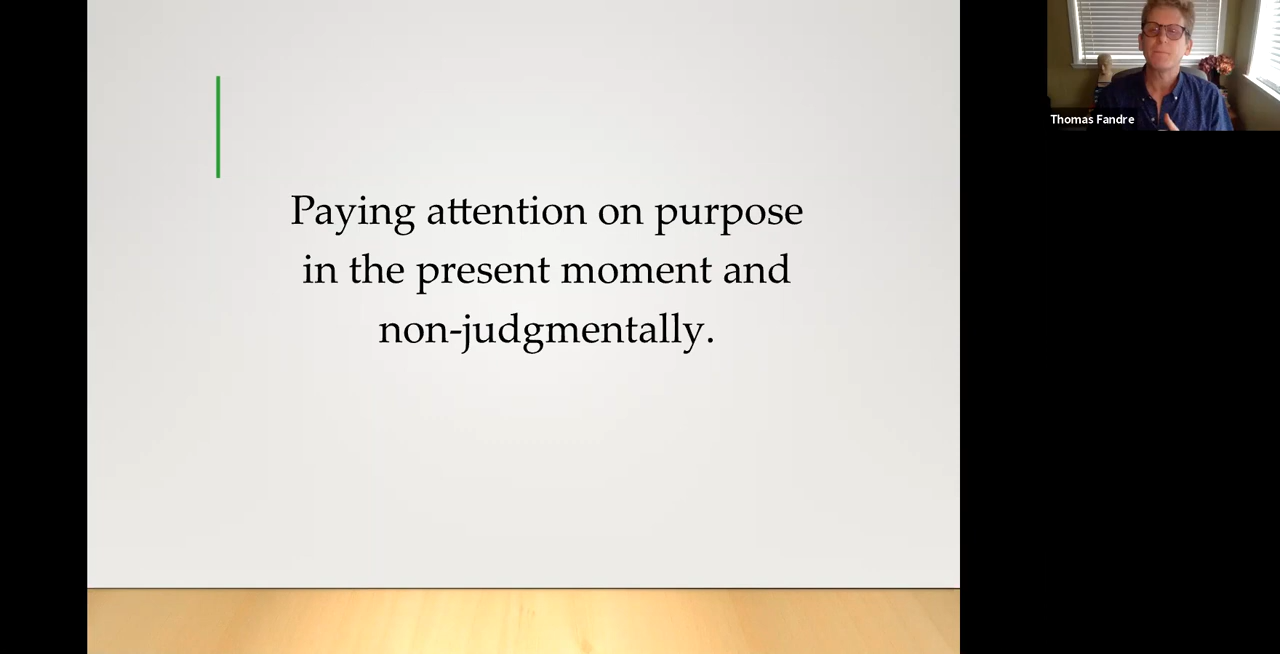 Paying attention on purpose
in the present moment and
non-judgmentally.
Thomas Fandre